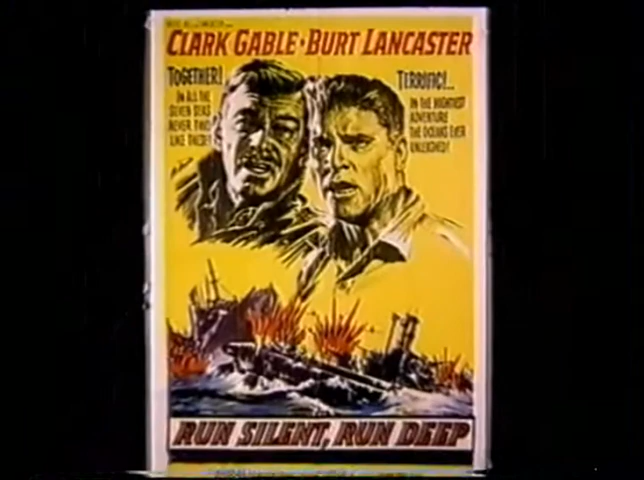 CLARK GABLE · BURT LANCASTER
TOGETHER!
IN ALL THE
SEVEN SEAS
NEVER TWO
LIKE THESE!
TERRIFIC!..
IN THE MIGHTIEST
ADVENTURE
THE OCEANS EVER
UNLEASHED!
RUN SILENT, RUN DEEP